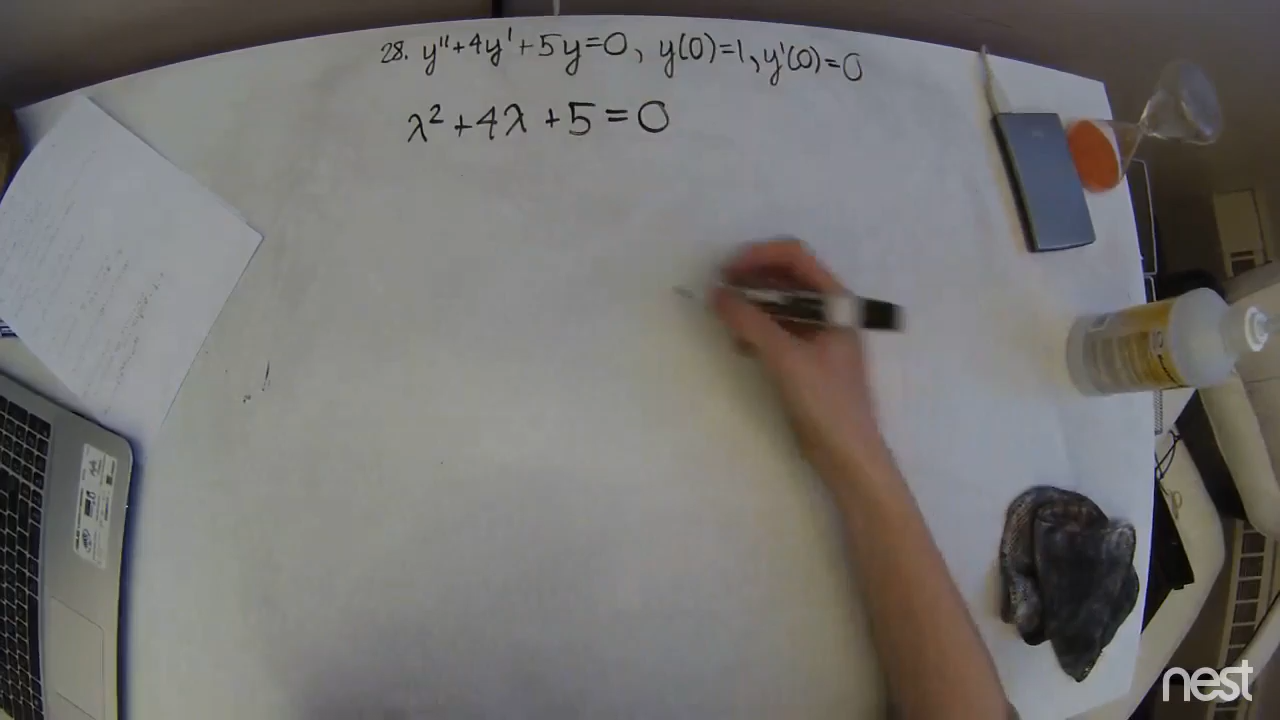 28. y'' + 4y' + 5y = 0, y(0) = 1, y'(0) = 0
λ² + 4λ + 5 = 0
nest